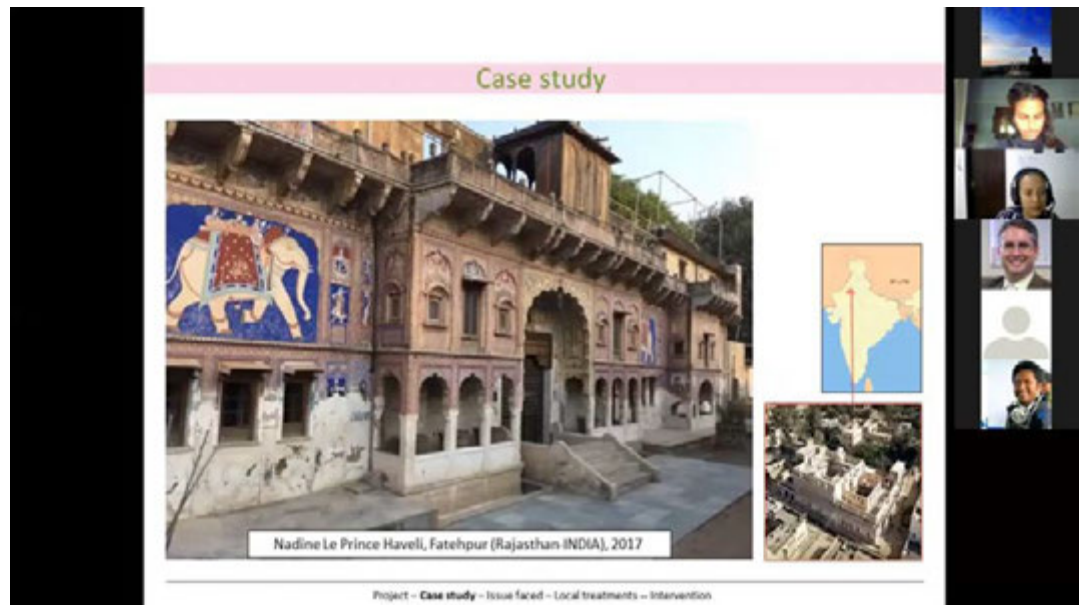 Case study
Nadine Le Prince Haveli, Fatehpur (Rajasthan-INDIA), 2017
Project – Case study – Issue faced – Local treatments – Intervention